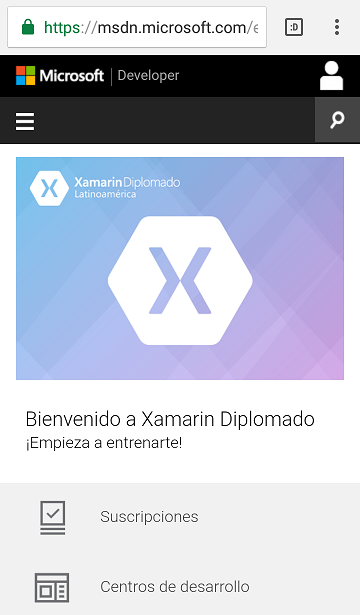 https://msdn.microsoft.com/e
:D
Microsoft | Developer
Xamarin Diplomado
Latinoamérica
Bienvenido a Xamarin Diplomado
¡Empieza a entrenarte!
Suscripciones
Centros de desarrollo